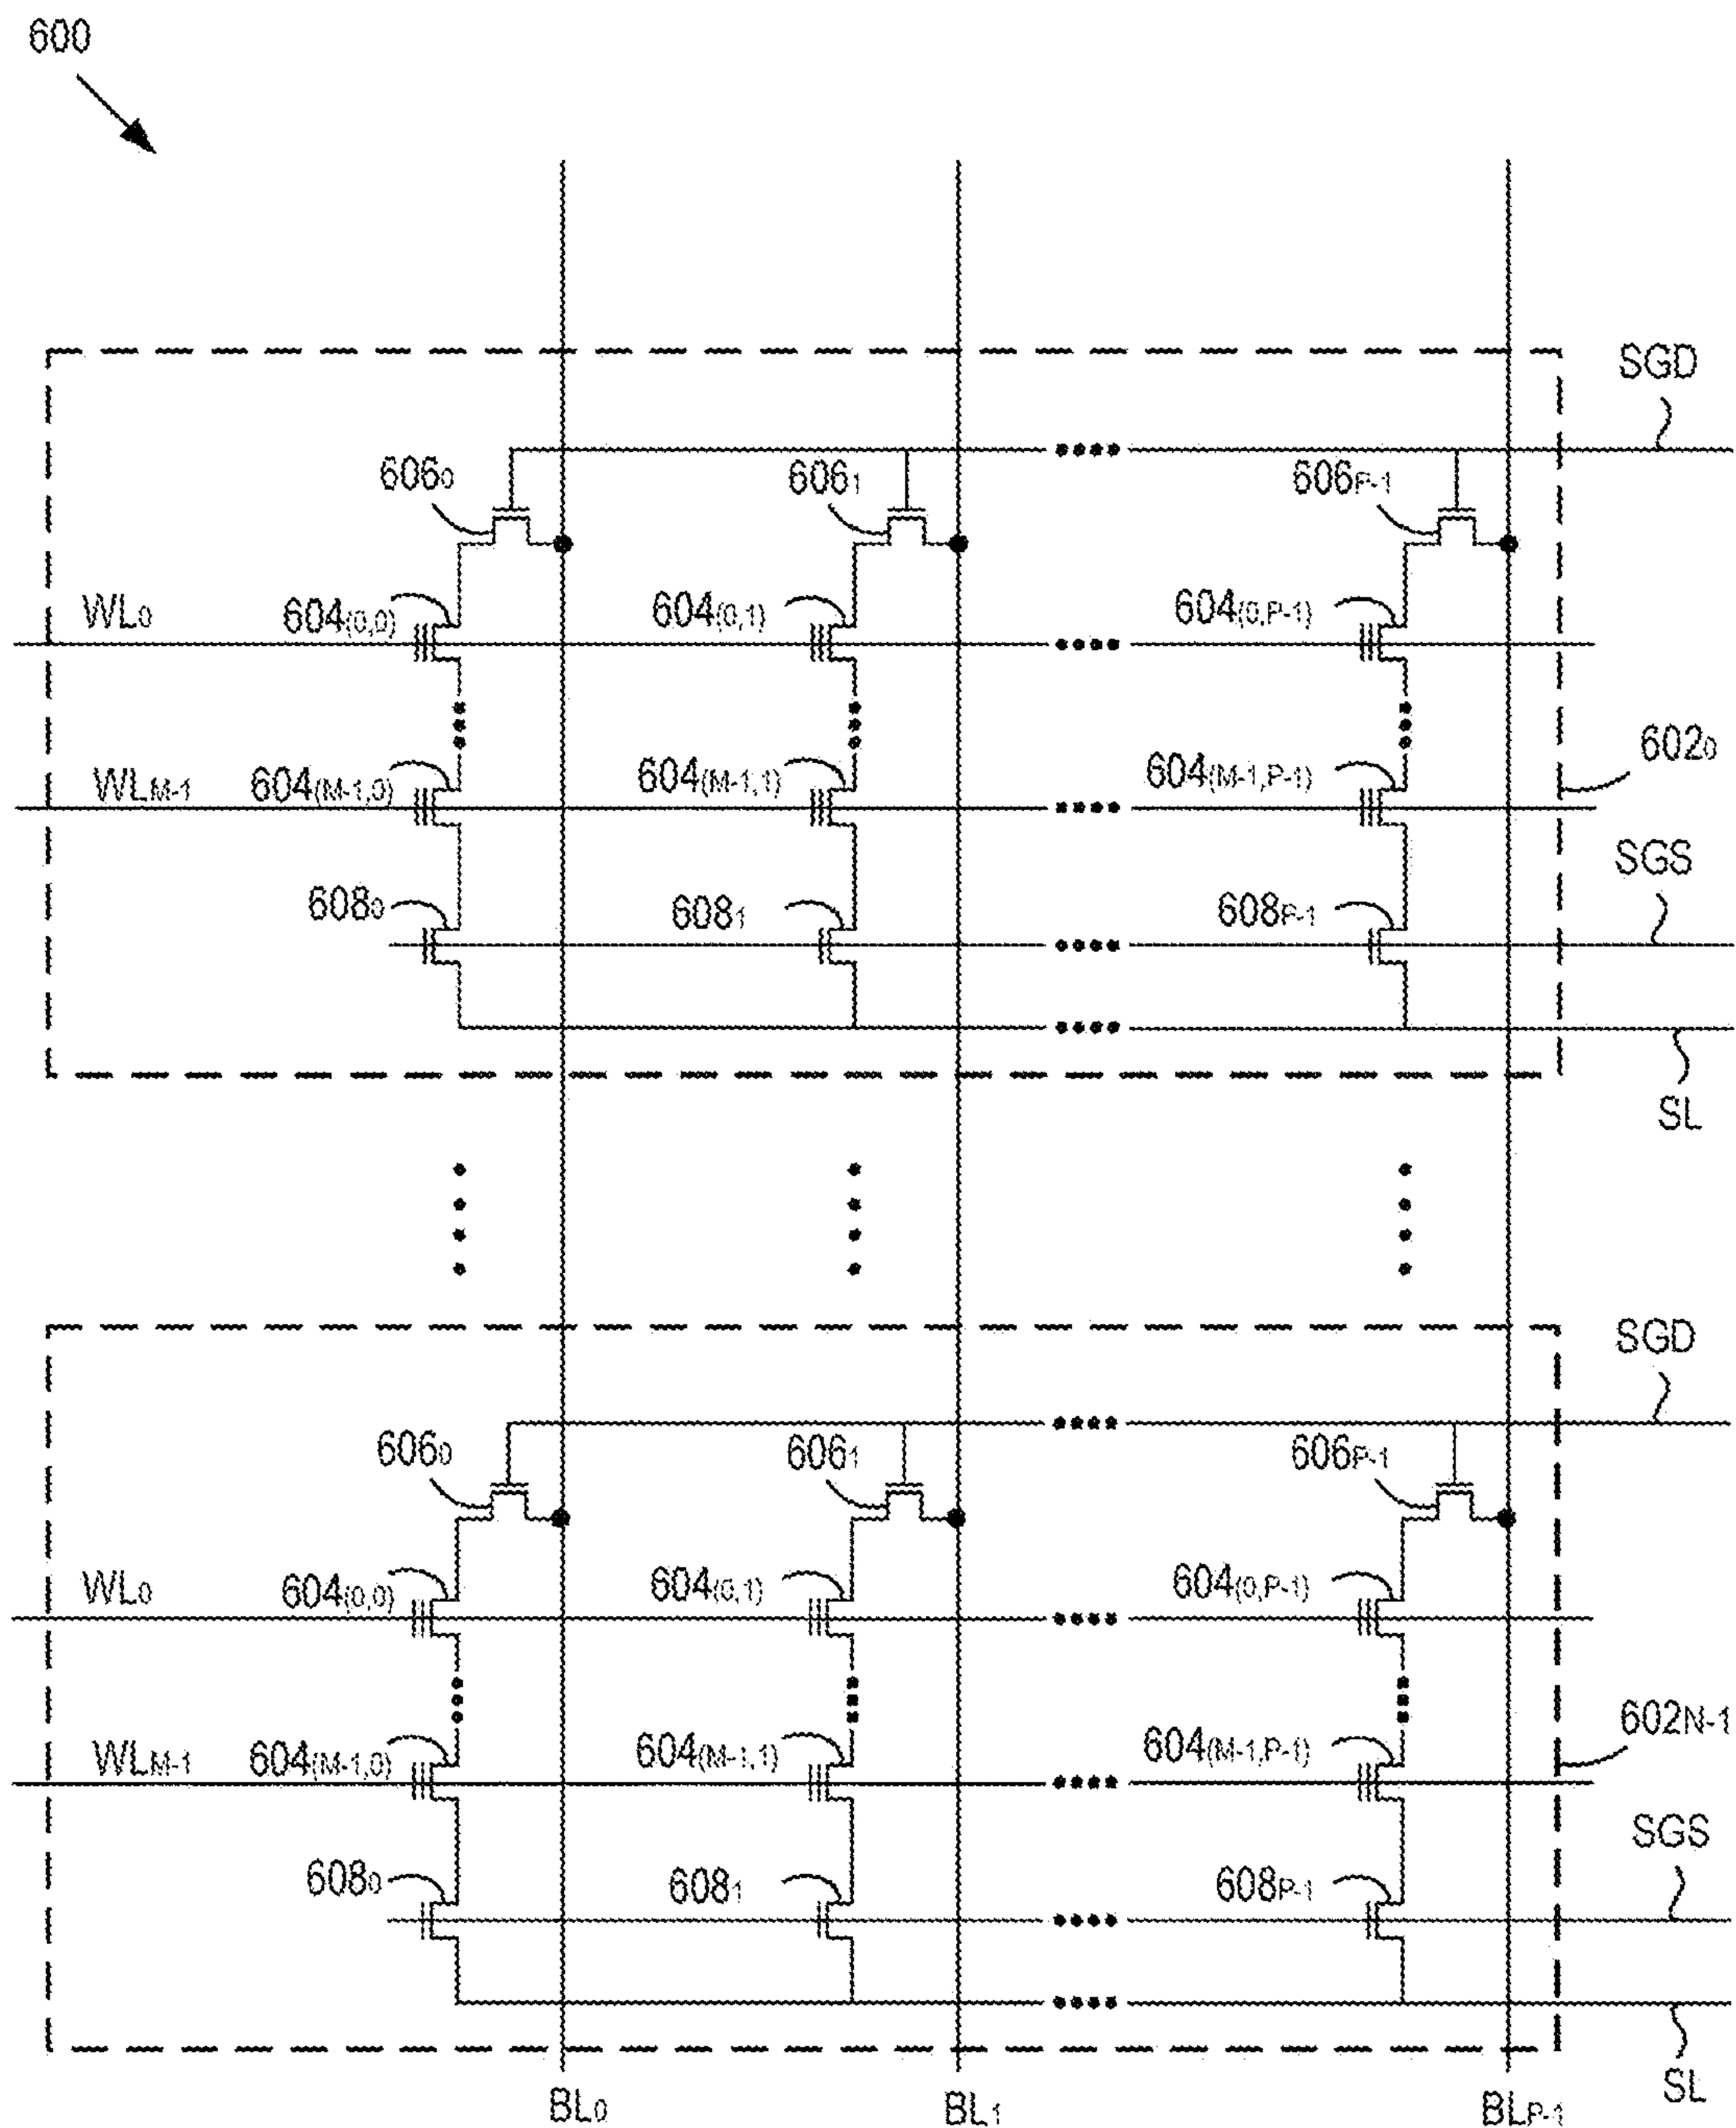 600
SGD
606₀ 606₁ 606P-1
WL₀ 604(0,0) 604(0,1) 604(0,P-1)
602₀
WLM-1 604(M-1,0) 604(M-1,1) 604(M-1,P-1)
SGS
608₀ 608₁ 608P-1
SL
SGD
606₀ 606₁ 606P-1
WL₀ 604(0,0) 604(0,1) 604(0,P-1)
602N-1
WLM-1 604(M-1,0) 604(M-1,1) 604(M-1,P-1)
SGS
608₀ 608₁ 608P-1
SL
BL₀ BL₁ BLP-1